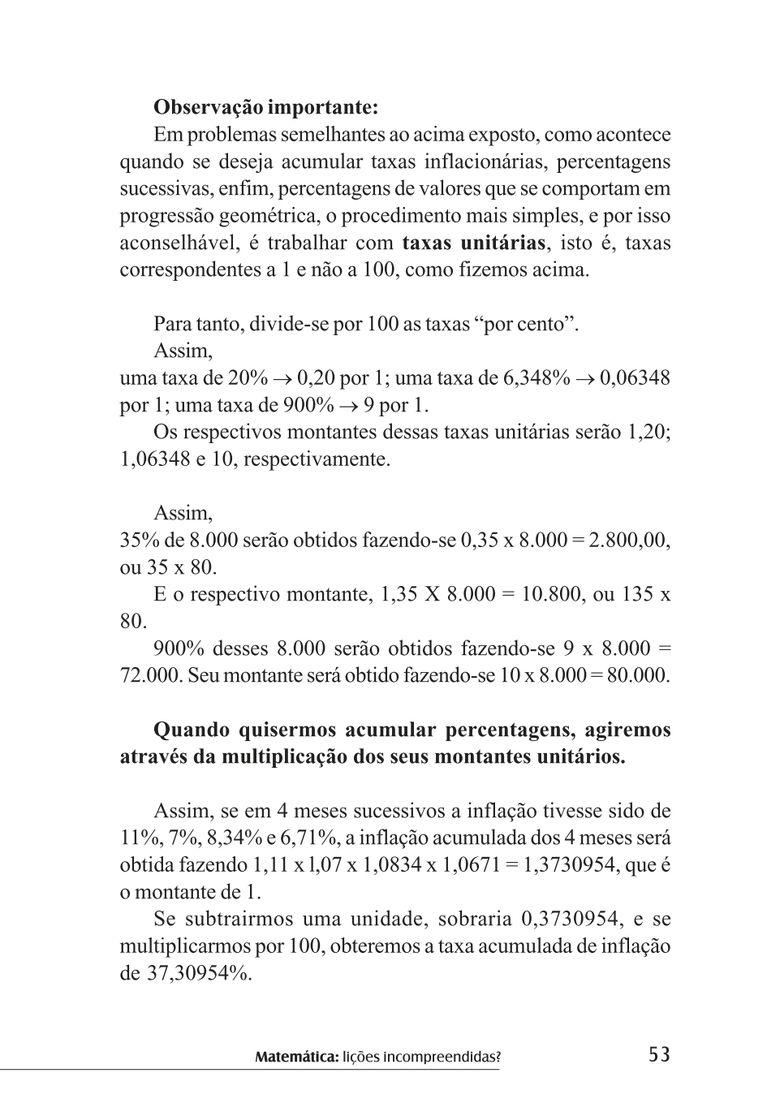 Observação importante:
Em problemas semelhantes ao acima exposto, como acontece
quando se deseja acumular taxas inflacionárias, percentagens
sucessivas, enfim, percentagens de valores que se comportam em
progressão geométrica, o procedimento mais simples, e por isso
aconselhável, é trabalhar com taxas unitárias, isto é, taxas
correspondentes a 1 e não a 100, como fizemos acima.
Para tanto, divide-se por 100 as taxas “por cento”.
Assim,
uma taxa de 20% → 0,20 por 1; uma taxa de 6,348% → 0,06348
por 1; uma taxa de 900% → 9 por 1.
Os respectivos montantes dessas taxas unitárias serão 1,20;
1,06348 e 10, respectivamente.
Assim,
35% de 8.000 serão obtidos fazendo-se 0,35 x 8.000 = 2.800,00,
ou 35 x 80.
E o respectivo montante, 1,35 X 8.000 = 10.800, ou 135 x
80.
900% desses 8.000 serão obtidos fazendo-se 9 x 8.000 =
72.000. Seu montante será obtido fazendo-se 10 x 8.000 = 80.000.
Quando quisermos acumular percentagens, agiremos
através da multiplicação dos seus montantes unitários.
Assim, se em 4 meses sucessivos a inflação tivesse sido de
11%, 7%, 8,34% e 6,71%, a inflação acumulada dos 4 meses será
obtida fazendo 1,11 x l,07 x 1,0834 x 1,0671 = 1,3730954, que é
o montante de 1.
Se subtrairmos uma unidade, sobraria 0,3730954, e se
multiplicarmos por 100, obteremos a taxa acumulada de inflação
de 37,30954%.
Matemática: lições incompreendidas? 53